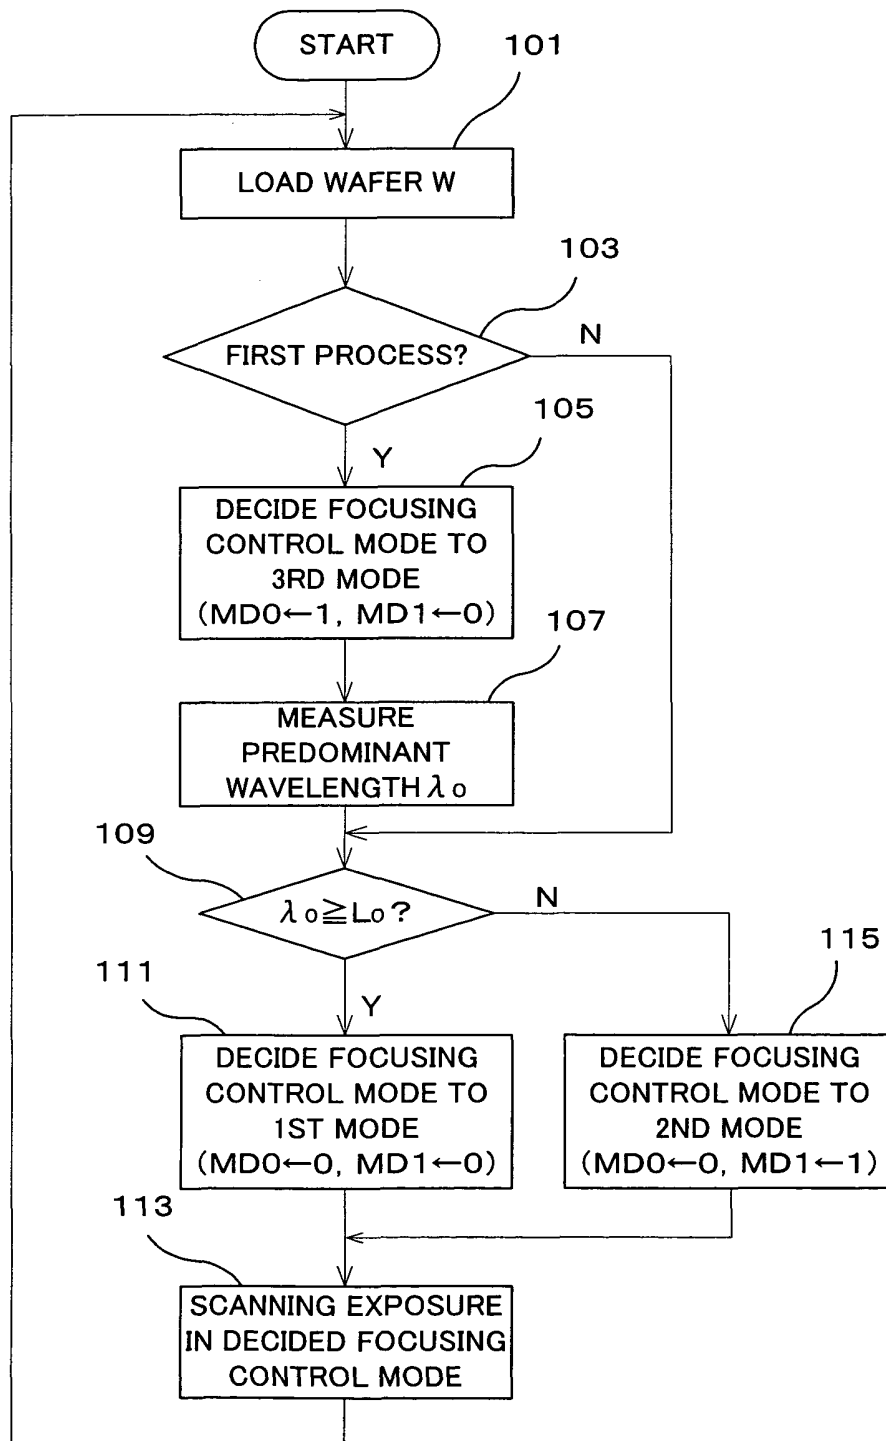 START
101
LOAD WAFER W
103
FIRST PROCESS?
N
Y
105
DECIDE FOCUSING
CONTROL MODE TO
3RD MODE
(MD0←1, MD1←0)
107
MEASURE
PREDOMINANT
WAVELENGTH λo
109
λo≧Lo?
N
Y
111
DECIDE FOCUSING
CONTROL MODE TO
1ST MODE
(MD0←0, MD1←0)
115
DECIDE FOCUSING
CONTROL MODE TO
2ND MODE
(MD0←0, MD1←1)
113
SCANNING EXPOSURE
IN DECIDED FOCUSING
CONTROL MODE